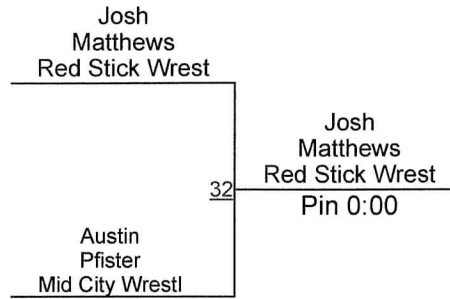 Josh
Matthews
Red Stick Wrest
Josh
Matthews
Red Stick Wrest
32
Pin 0:00
Austin
Pfister
Mid City Wrestl